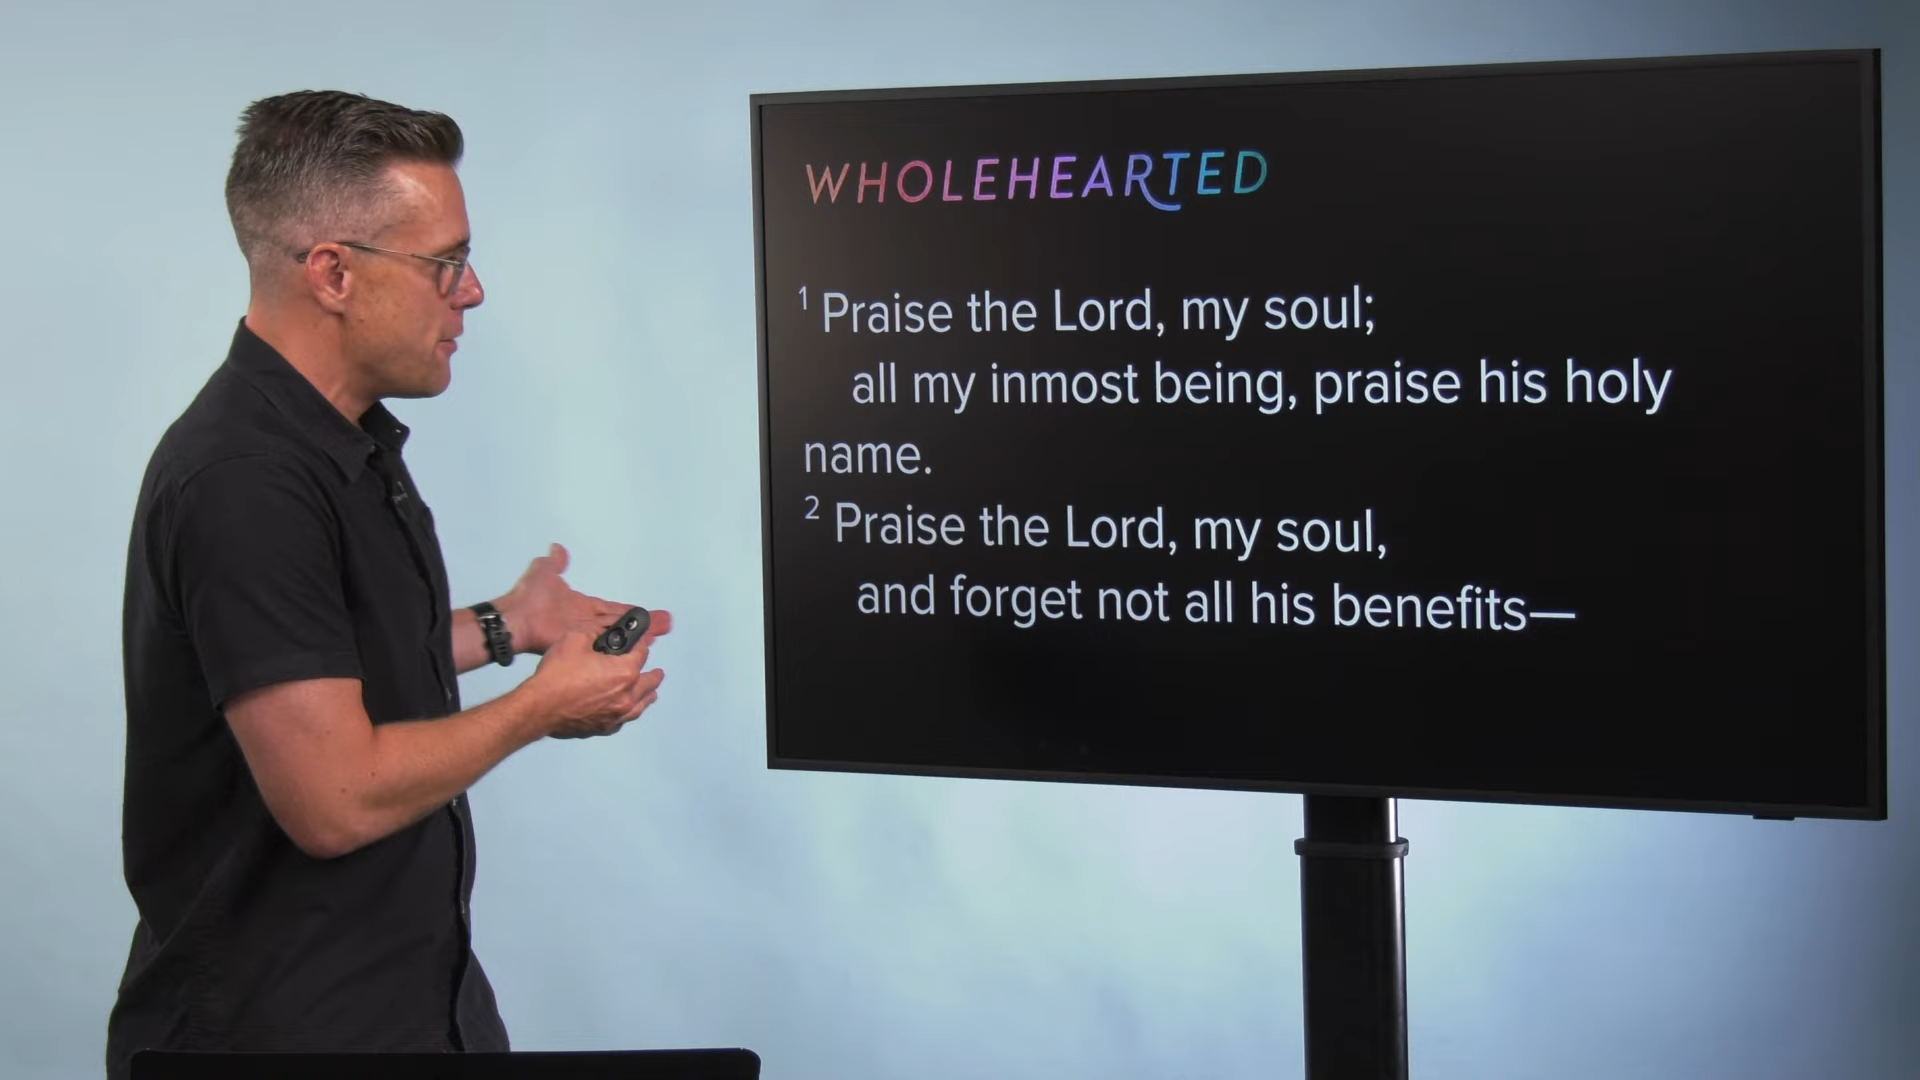 WHOLEHEARTED
1 Praise the Lord, my soul;
all my inmost being, praise his holy
name.
2 Praise the Lord, my soul,
and forget not all his benefits—